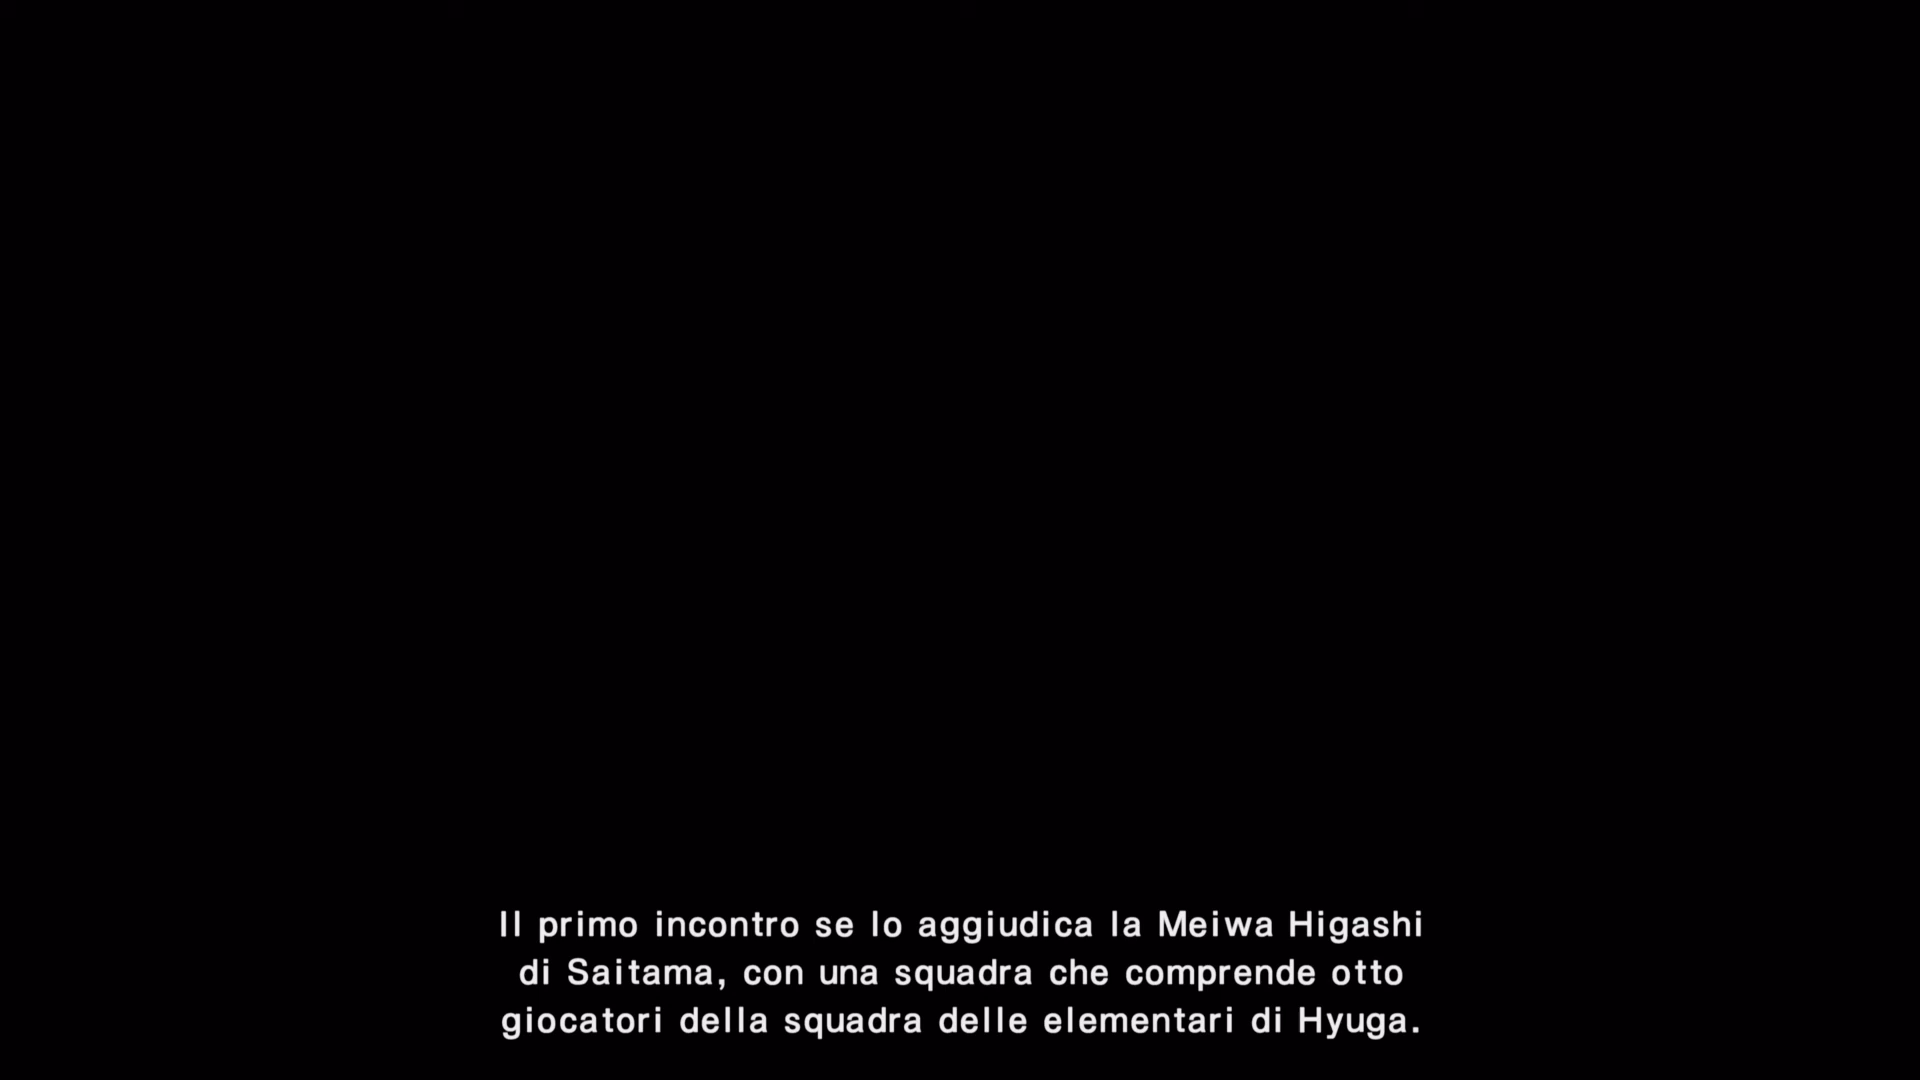 Il primo incontro se lo aggiudica la Meiwa Higashi
di Saitama, con una squadra che comprende otto
giocatori della squadra delle elementari di Hyuga.